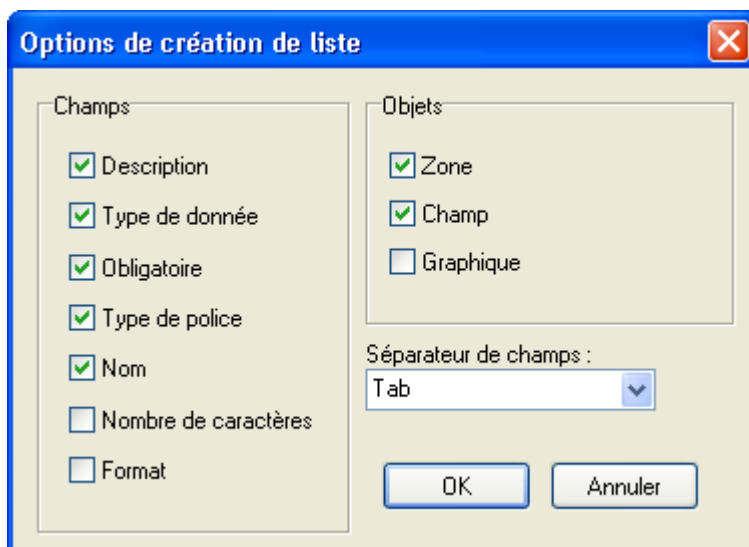 Options de création de liste
Champs
Description
Type de donnée
Obligatoire
Type de police
Nom
Nombre de caractères
Format
Objets
Zone
Champ
Graphique
Séparateur de champs :
Tab
OK
Annuler